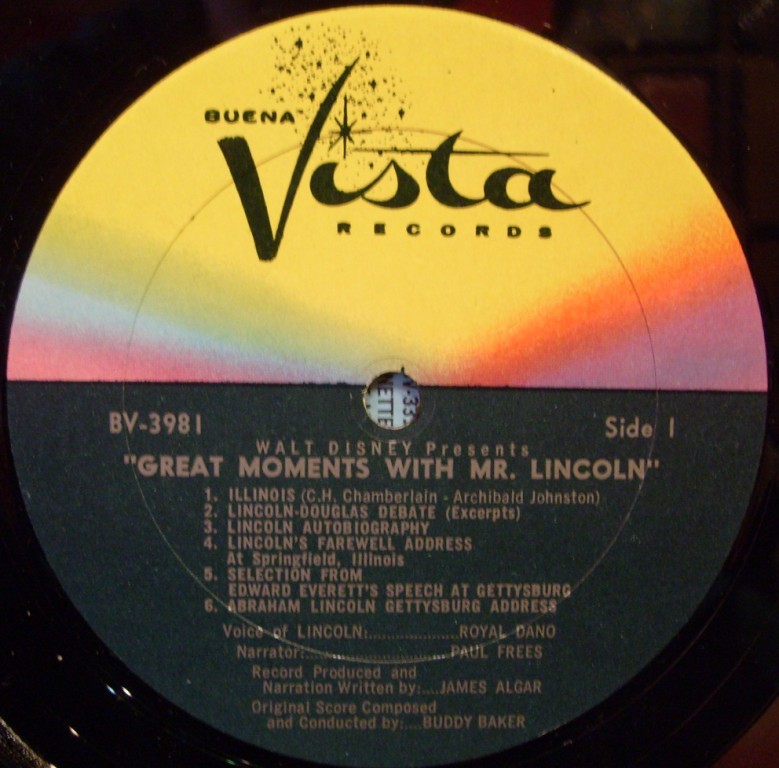 BUENA
Vista
RECORDS
BV-3981 Side 1
WALT DISNEY Presents
"GREAT MOMENTS WITH MR. LINCOLN"
1. ILLINOIS (C.H. Chamberlain - Archibald Johnston)
2. LINCOLN-DOUGLAS DEBATE (Excerpts)
3. LINCOLN AUTOBIOGRAPHY
4. LINCOLN'S FAREWELL ADDRESS
At Springfield, Illinois
5. SELECTION FROM
EDWARD EVERETT'S SPEECH AT GETTYSBURG
6. ABRAHAM LINCOLN GETTYSBURG ADDRESS
Voice of LINCOLN:...................ROYAL DANO
Narrator:..............................PAUL FREES
Record Produced and
Narration Written by:....JAMES ALGAR
Original Score Composed
and Conducted by:....BUDDY BAKER